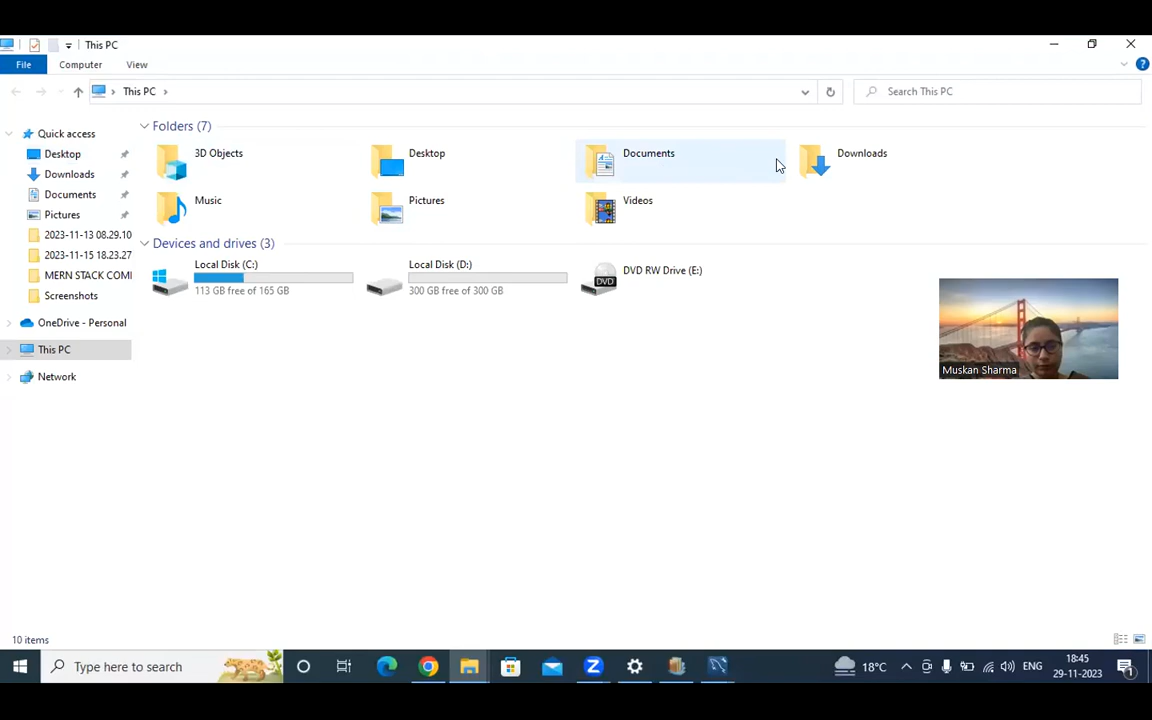 This PC
File Computer View
This PC
Search This PC
Quick access
Desktop
Downloads
Documents
Pictures
2023-11-13 08.29.10
2023-11-15 18.23.27
MERN STACK COMI
Screenshots
OneDrive - Personal
This PC
Network
Folders (7)
3D Objects
Desktop
Documents
Downloads
Music
Pictures
Videos
Devices and drives (3)
Local Disk (C:)
113 GB free of 165 GB
Local Disk (D:)
300 GB free of 300 GB
DVD
DVD RW Drive (E:)
Muskan Sharma
10 items
Type here to search
18°C
ENG
18:45
29-11-2023
1